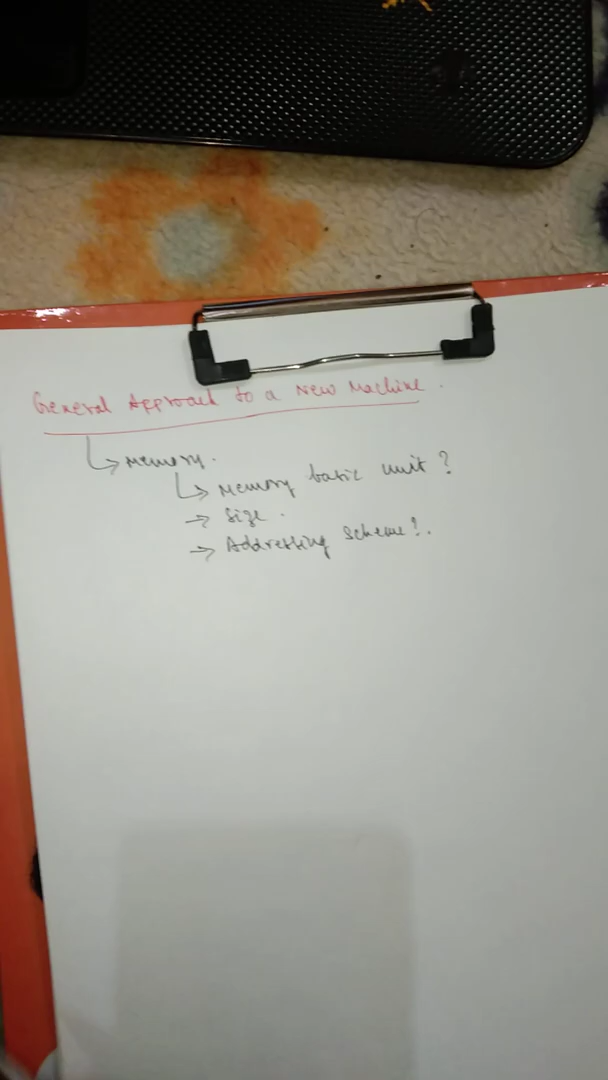 General Approach to a New Machine.
↳ Memory.
↳ Memory basic unit?
→ Size.
→ Addressing Scheme?.